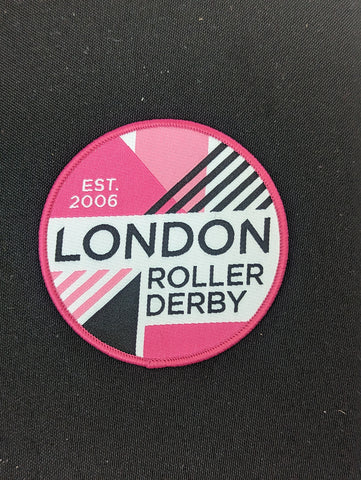 EST.
2006
LONDON
ROLLER
DERBY